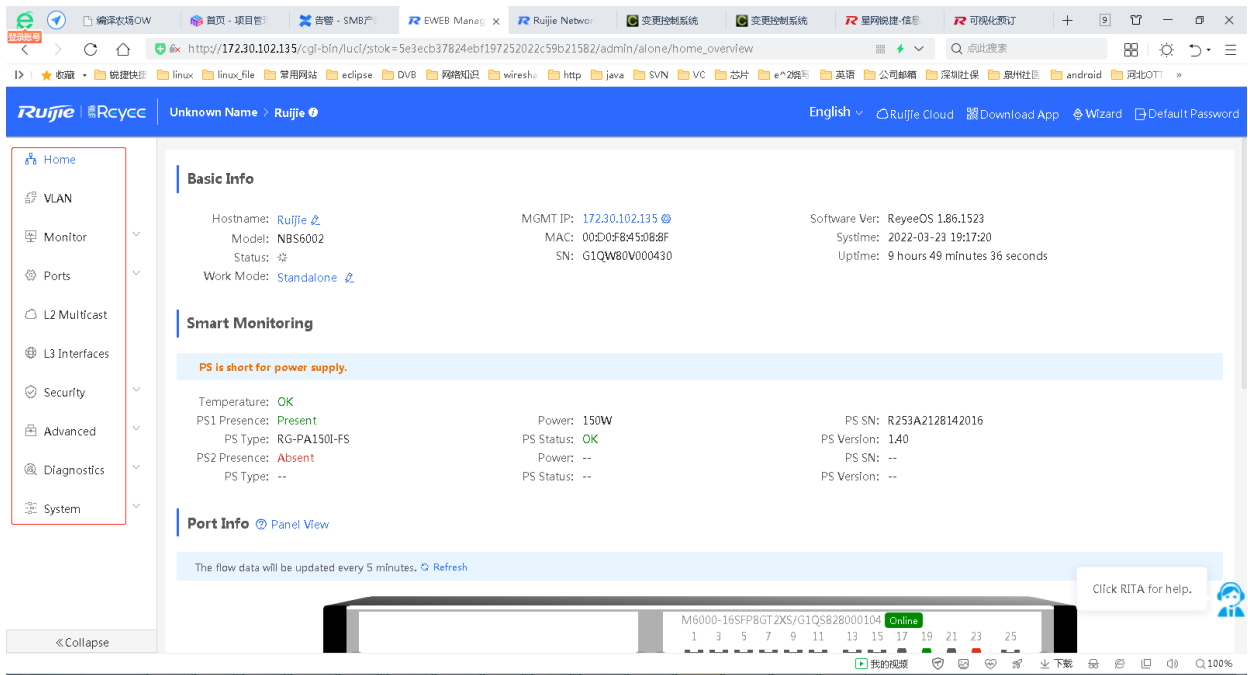 编译农场OW 首页 - 项目管 告警 - SMB产 EWEB Manag Ruijie Networ 变更控制系统 变更控制系统 星网锐捷-信息 可视化预订 9
登录账号
http://172.30.102.135/cgi-bin/luci/stok=5e3ecb37824ebf197252022c59b21582/admin/alone/home_overview 点此搜索
收藏 锐捷快速 linux linux_file 常用网站 eclipse DVB 网络知识 wiresha http java SVN VC 芯片 英语 公司邮箱 深圳社保 泉州社 android 河北OT »
Ruijie Rcycc Unknown Name > Ruijie English Ruijie Cloud Download App Wizard Default Password
Home
VLAN
Monitor
Ports
L2 Multicast
L3 Interfaces
Security
Advanced
Diagnostics
System
Collapse
Basic Info
Hostname: Ruijie MGMT IP: 172.30.102.135 Software Ver: ReyeeOS 1.86.1523
Model: NBS6002 MAC: 00:D0:F8:45:08:8F Systime: 2022-03-23 19:17:20
Status: SN: G1QW80V000430 Uptime: 9 hours 49 minutes 36 seconds
Work Mode: Standalone
Smart Monitoring
PS is short for power supply.
Temperature: OK
PS1 Presence: Present Power: 150W PS SN: R253A2128142016
PS Type: RG-PA150I-FS PS Status: OK PS Version: 1.40
PS2 Presence: Absent Power: -- PS SN: --
PS Type: -- PS Status: -- PS Version: --
Port Info Panel View
The flow data will be updated every 5 minutes. Refresh
Click RITA for help.
M6000-16SFP8GT2XS/G1QS828000104 Online
1 3 5 7 9 11 13 15 17 19 21 23 25
我的视频 下载 100%